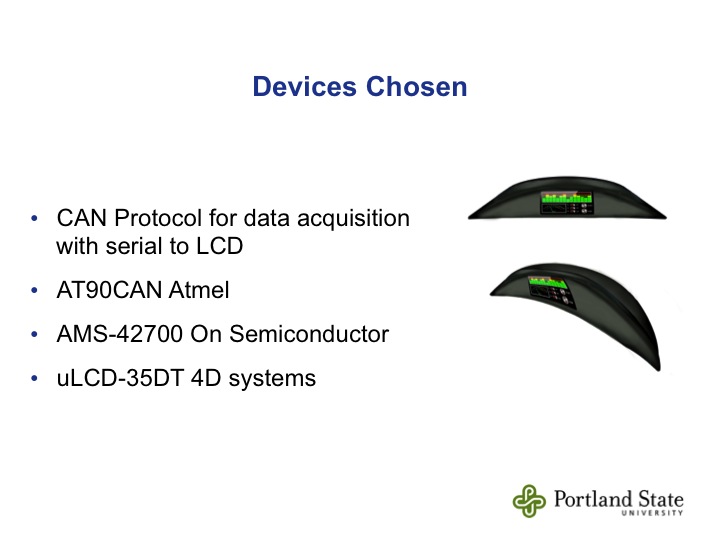 Devices Chosen
• CAN Protocol for data acquisition
with serial to LCD
• AT90CAN Atmel
• AMS-42700 On Semiconductor
• uLCD-35DT 4D systems
Portland State
UNIVERSITY